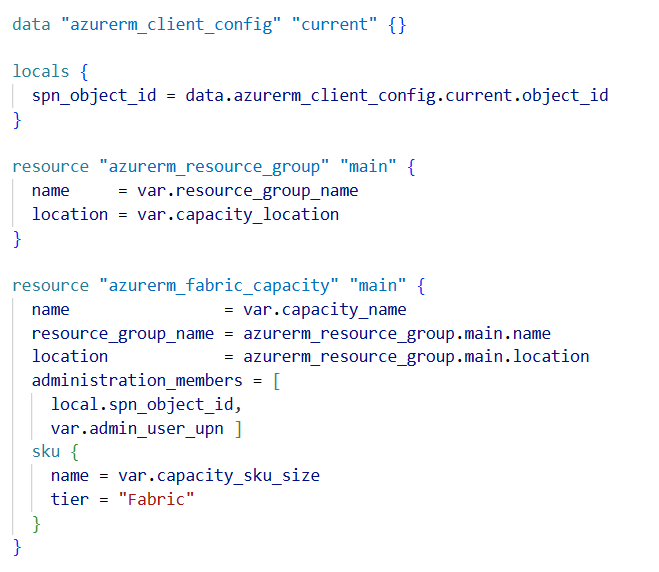 data "azurerm_client_config" "current" {}
locals {
  spn_object_id = data.azurerm_client_config.current.object_id
}
resource "azurerm_resource_group" "main" {
  name     = var.resource_group_name
  location = var.capacity_location
}
resource "azurerm_fabric_capacity" "main" {
  name                = var.capacity_name
  resource_group_name = azurerm_resource_group.main.name
  location            = azurerm_resource_group.main.location
  administration_members = [
    local.spn_object_id,
    var.admin_user_upn ]
  sku {
    name = var.capacity_sku_size
    tier = "Fabric"
  }
}